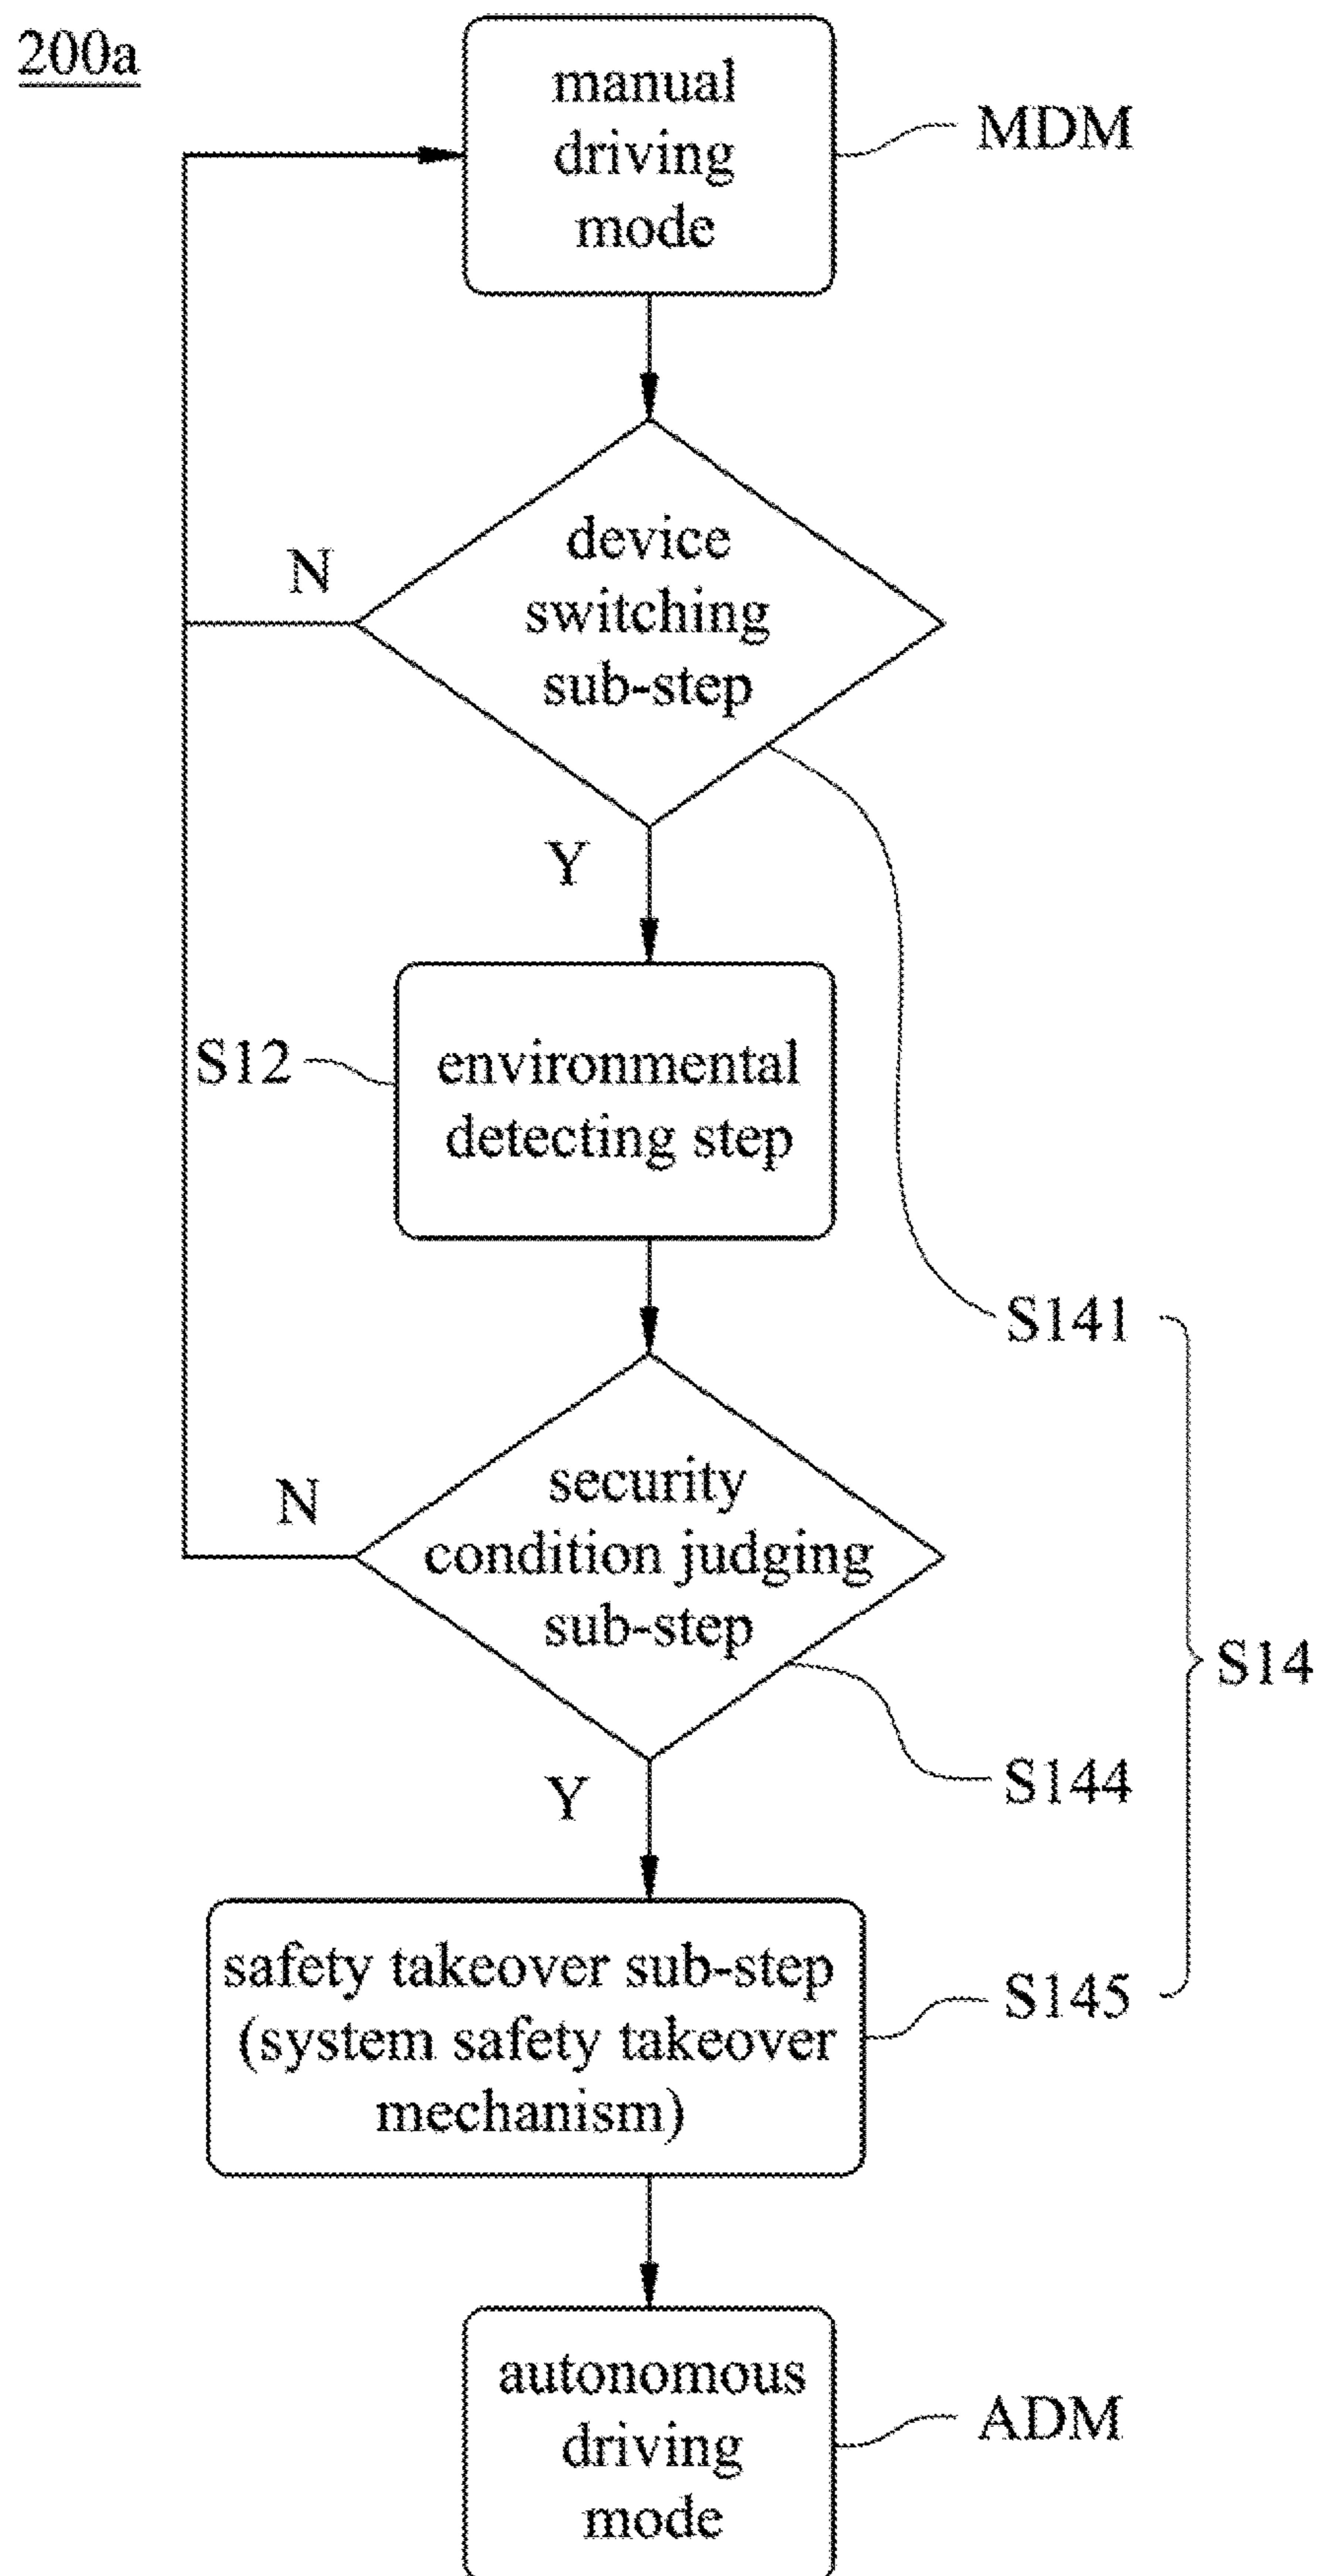 200a
manual
driving
mode
MDM
device
switching
sub-step
N
Y
S12
environmental
detecting step
S141
security
condition judging
sub-step
N
S14
S144
Y
safety takeover sub-step
(system safety takeover
mechanism)
S145
autonomous
driving
mode
ADM